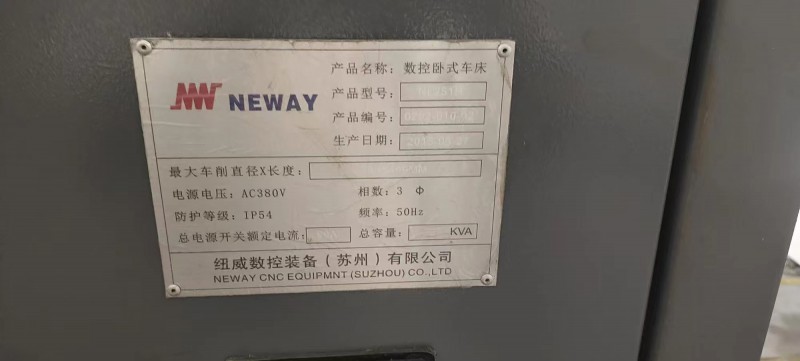 NEWAY
产品名称: 数控卧式车床
产品型号:
产品编号:
生产日期:
最大车削直径X长度:
电源电压: AC380V 相数: 3 Φ
防护等级: IP54 频率: 50Hz
总电源开关额定电流: 总容量: KVA
纽威数控装备(苏州)有限公司
NEWAY CNC EQUIPMNT (SUZHOU) CO.,LTD